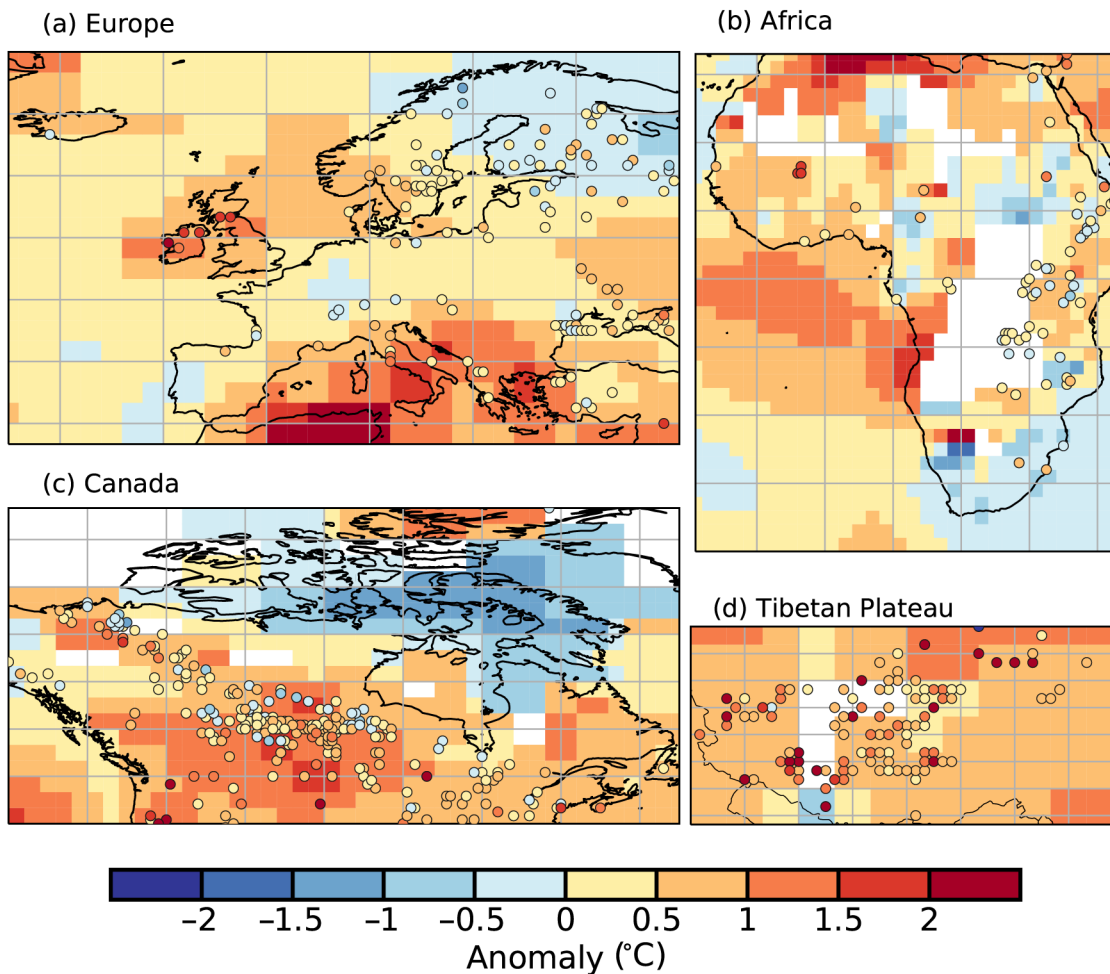 (a) Europe
(b) Africa
(c) Canada
(d) Tibetan Plateau
−2 −1.5 −1 −0.5 0 0.5 1 1.5 2
Anomaly (°C)